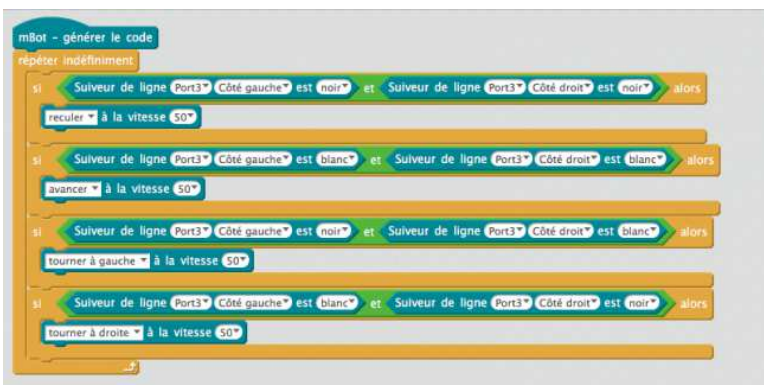 mBot - générer le code
répéter indéfiniment
si Suiveur de ligne Port3 Côté gauche est noir et Suiveur de ligne Port3 Côté droit est noir alors
reculer à la vitesse 50
si Suiveur de ligne Port3 Côté gauche est blanc et Suiveur de ligne Port3 Côté droit est blanc alors
avancer à la vitesse 50
si Suiveur de ligne Port3 Côté gauche est noir et Suiveur de ligne Port3 Côté droit est blanc alors
tourner à gauche à la vitesse 50
si Suiveur de ligne Port3 Côté gauche est blanc et Suiveur de ligne Port3 Côté droit est noir alors
tourner à droite à la vitesse 50